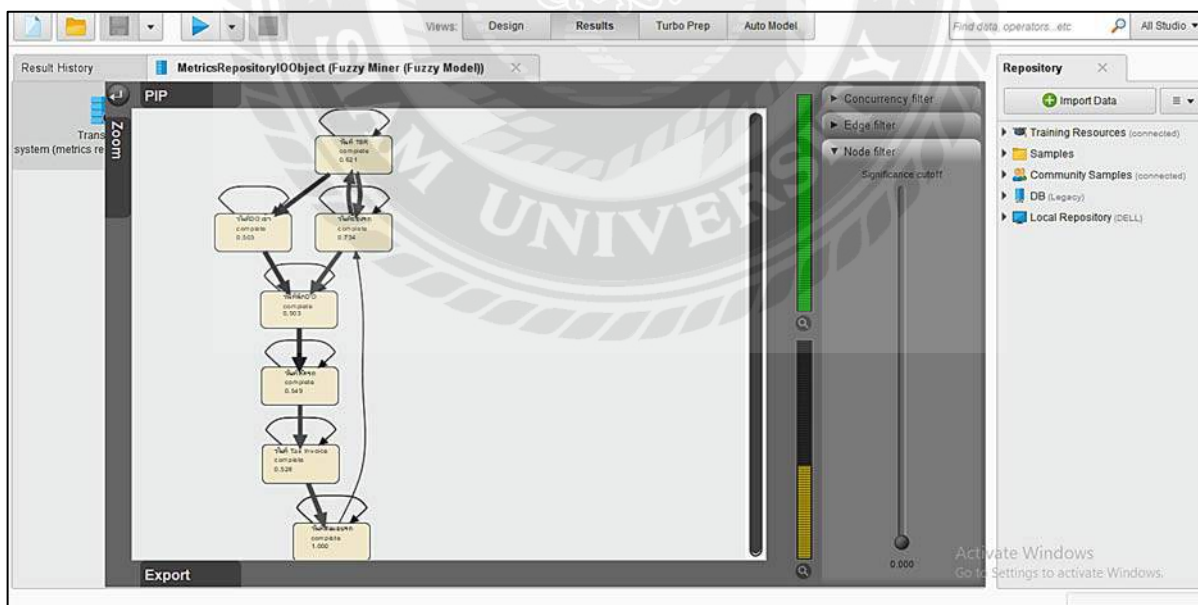 Views:
Design
Results
Turbo Prep
Auto Model
Find data, operators...etc
All Studio
Result History
MetricsRepositoryIOObject (Fuzzy Miner (Fuzzy Model))
Repository
PIP
Concurrency filter
Import Data
Zoom
Edge filter
Trans
system (metrics re
Node filter
Training Resources (connected)
Samples
Significance cutoff
Community Samples (connected)
DB (Legacy)
Local Repository (DELL)
complete
0.621
complete
0.503
complete
0.734
complete
0.503
complete
0.549
วันที่ Tax Invoice
complete
0.528
complete
1.000
0.000
Export
UNIVERSITY
Activate Windows
Go to Settings to activate Windows.